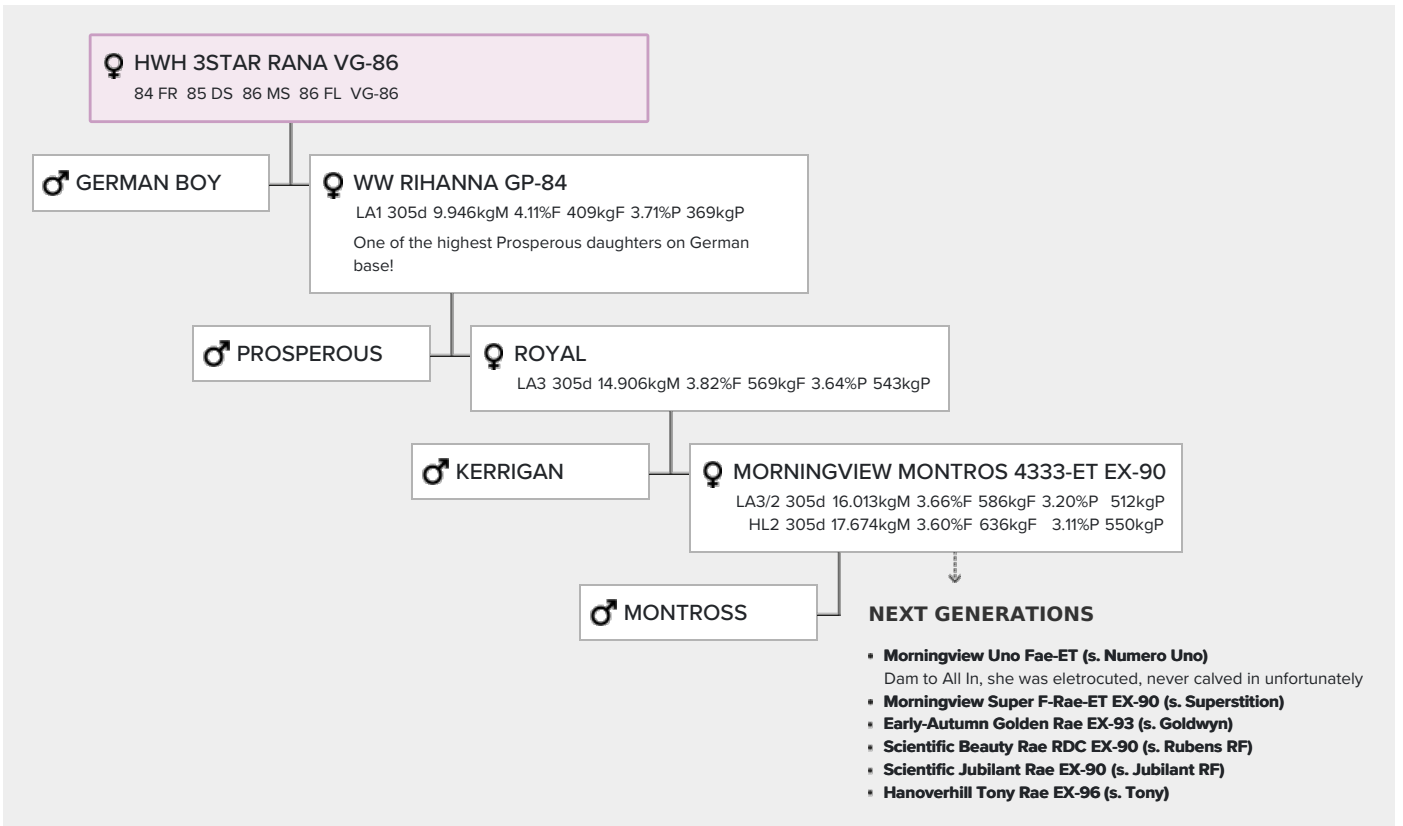 HWH 3STAR RANA VG-86
84 FR 85 DS 86 MS 86 FL VG-86
GERMAN BOY
WW RIHANNA GP-84
LA1 305d 9.946kgM 4.11%F 409kgF 3.71%P 369kgP
One of the highest Prosperous daughters on German
base!
PROSPEROUS
ROYAL
LA3 305d 14.906kgM 3.82%F 569kgF 3.64%P 543kgP
KERRIGAN
MORNINGVIEW MONTROS 4333-ET EX-90
LA3/2 305d 16.013kgM 3.66%F 586kgF 3.20%P 512kgP
HL2 305d 17.674kgM 3.60%F 636kgF 3.11%P 550kgP
MONTROSS
NEXT GENERATIONS
Morningview Uno Fae-ET (s. Numero Uno)
Dam to All In, she was eletrocuted, never calved in unfortunately
Morningview Super F-Rae-ET EX-90 (s. Superstition)
Early-Autumn Golden Rae EX-93 (s. Goldwyn)
Scientific Beauty Rae RDC EX-90 (s. Rubens RF)
Scientific Jubilant Rae EX-90 (s. Jubilant RF)
Hanoverhill Tony Rae EX-96 (s. Tony)